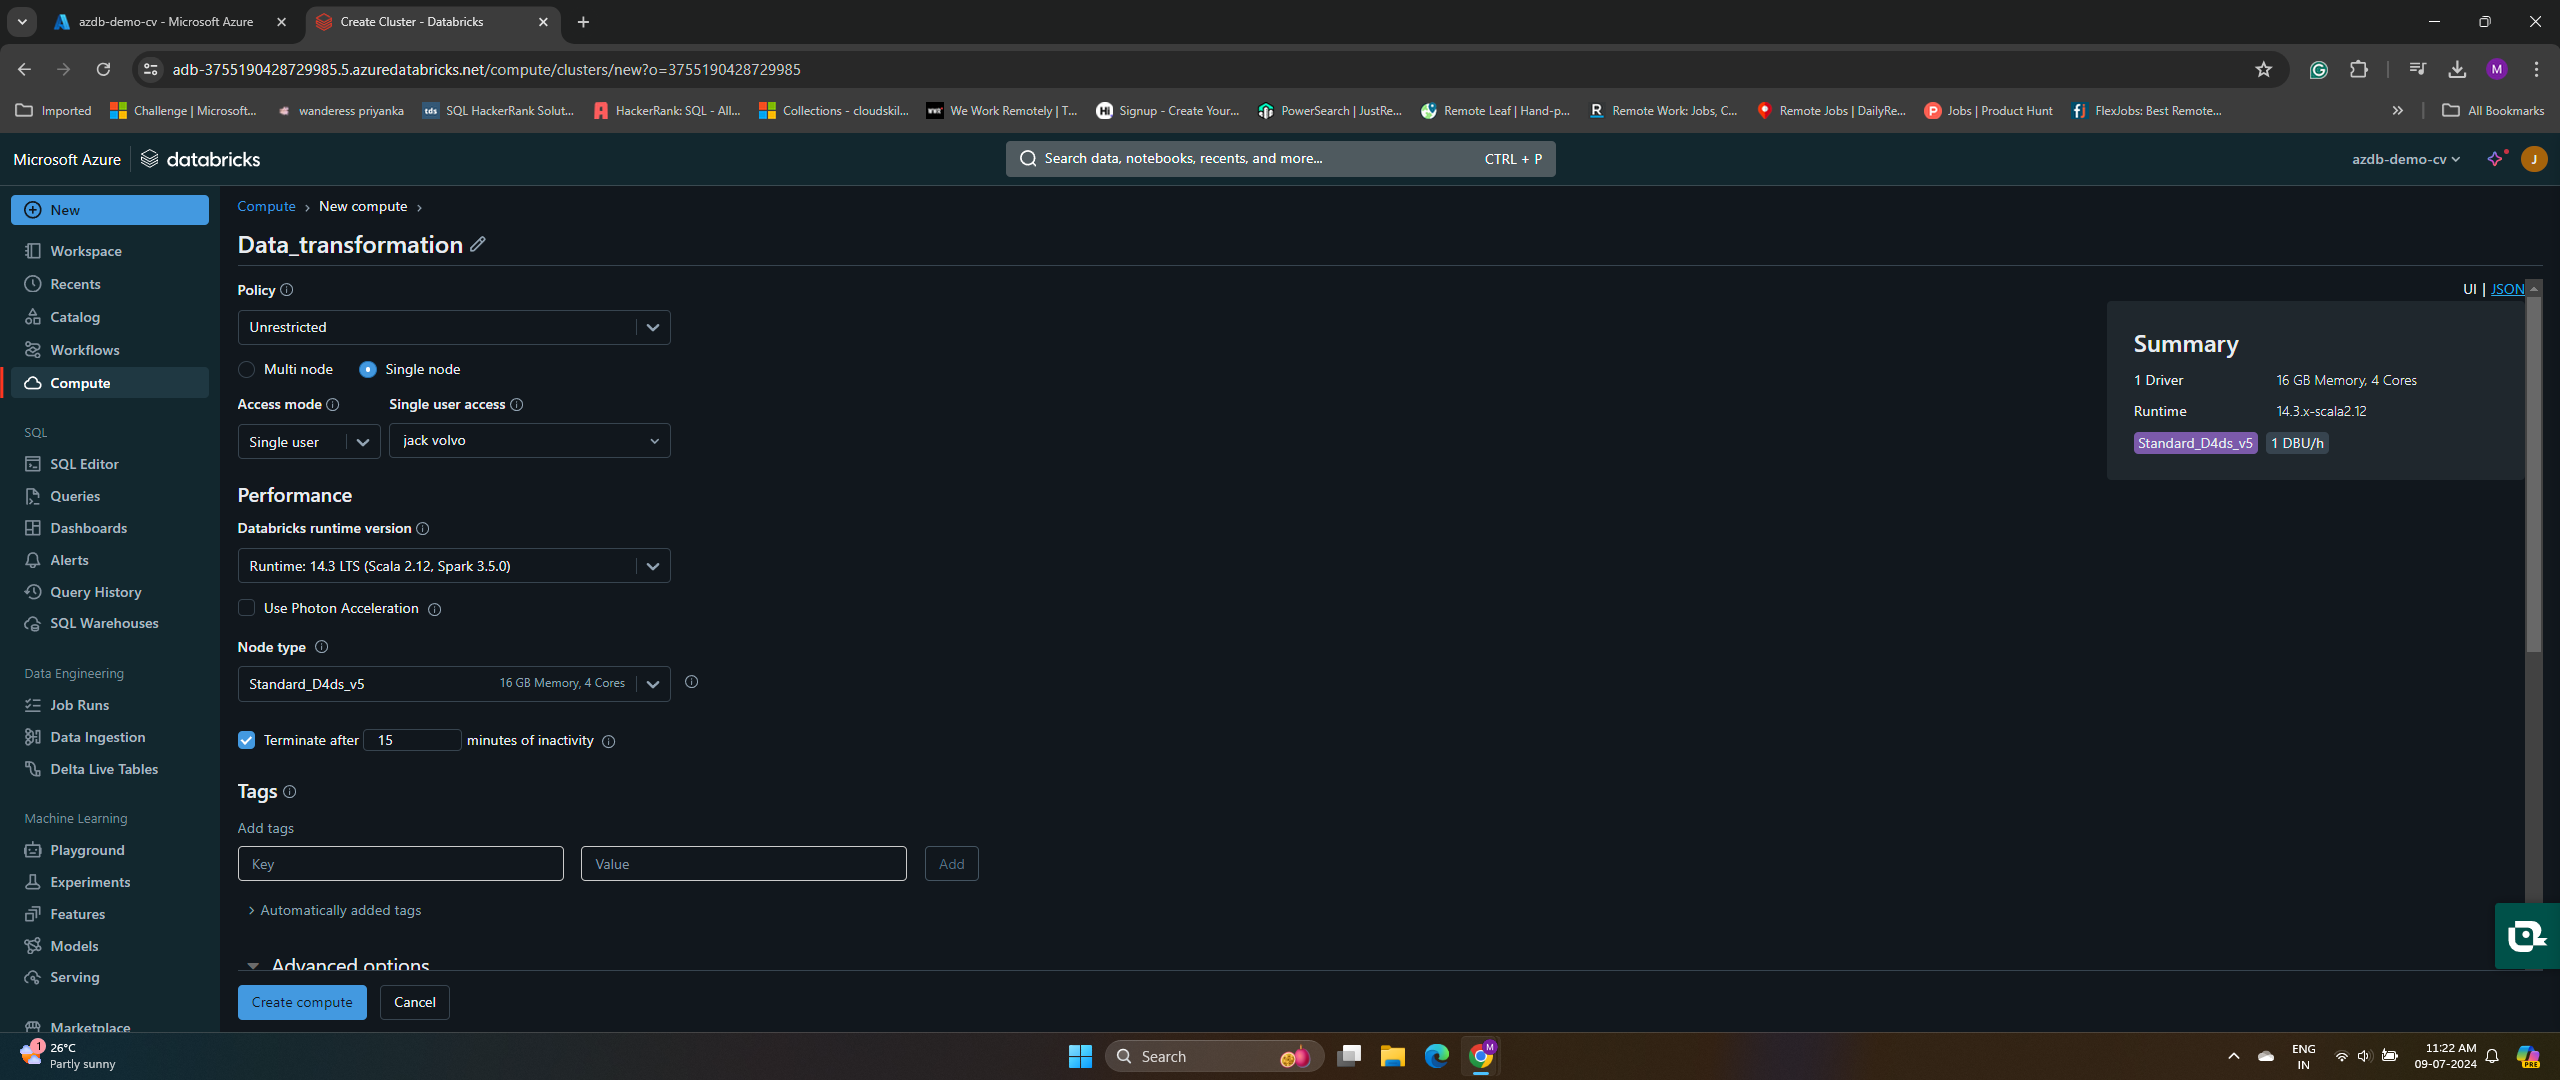 azdb-demo-cv - Microsoft Azure
Create Cluster - Databricks
adb-3755190428729985.5.azuredatabricks.net/compute/clusters/new?o=3755190428729985
M
Imported
Challenge | Microsoft...
wanderess priyanka
tds
SQL HackerRank Solut...
HackerRank: SQL - All...
Collections - cloudskil...
We Work Remotely | T...
Hi
Signup - Create Your...
PowerSearch | JustRe...
Remote Leaf | Hand-p...
R
Remote Work: Jobs, C...
Remote Jobs | DailyRe...
P
Jobs | Product Hunt
fj
FlexJobs: Best Remote...
All Bookmarks
Microsoft Azure
databricks
Search data, notebooks, recents, and more...
CTRL + P
azdb-demo-cv
J
New
Workspace
Recents
Catalog
Workflows
Compute
SQL
SQL Editor
Queries
Dashboards
Alerts
Query History
SQL Warehouses
Data Engineering
Job Runs
Data Ingestion
Delta Live Tables
Machine Learning
Playground
Experiments
Features
Models
Serving
Marketplace
Compute > New compute >
Data_transformation
UI | JSON
Policy
Unrestricted
Multi node
Single node
Access mode
Single user access
Single user
jack volvo
Performance
Databricks runtime version
Runtime: 14.3 LTS (Scala 2.12, Spark 3.5.0)
Use Photon Acceleration
Node type
Standard_D4ds_v5
16 GB Memory, 4 Cores
Terminate after 15 minutes of inactivity
Tags
Add tags
Key
Value
Add
Automatically added tags
Advanced options
Create compute
Cancel
Summary
1 Driver
16 GB Memory, 4 Cores
Runtime
14.3.x-scala2.12
Standard_D4ds_v5
1 DBU/h
1
26°C
Partly sunny
Search
M
ENG
IN
11:22 AM
09-07-2024
PRE